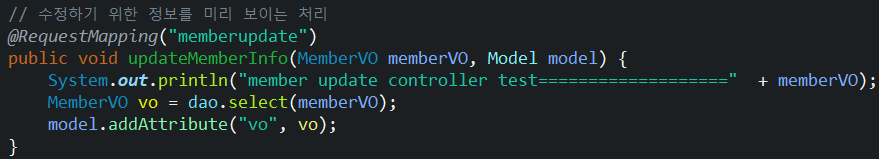 // 수정하기 위한 정보를 미리 보이는 처리
@RequestMapping("memberupdate")
public void updateMemberInfo(MemberVO memberVO, Model model) {
    System.out.println("member update controller test===================" + memberVO);
    MemberVO vo = dao.select(memberVO);
    model.addAttribute("vo", vo);
}